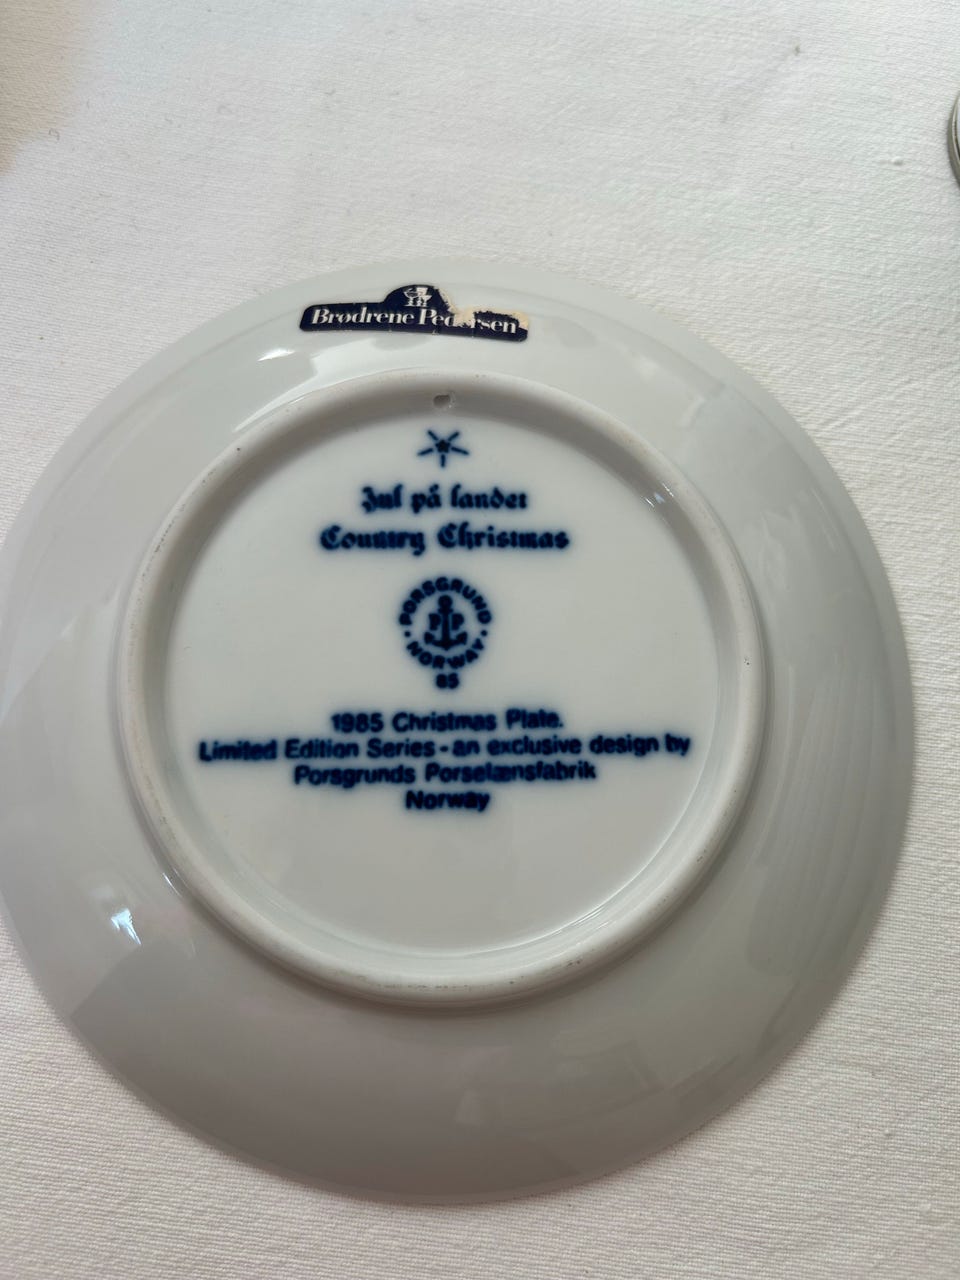 Brødrene Pedersen
Jul på landet
Country Christmas
PORSGRUND
P P
NORWAY
85
1985 Christmas Plate.
Limited Edition Series - an exclusive design by
Porsgrunds Porselænsfabrik
Norway